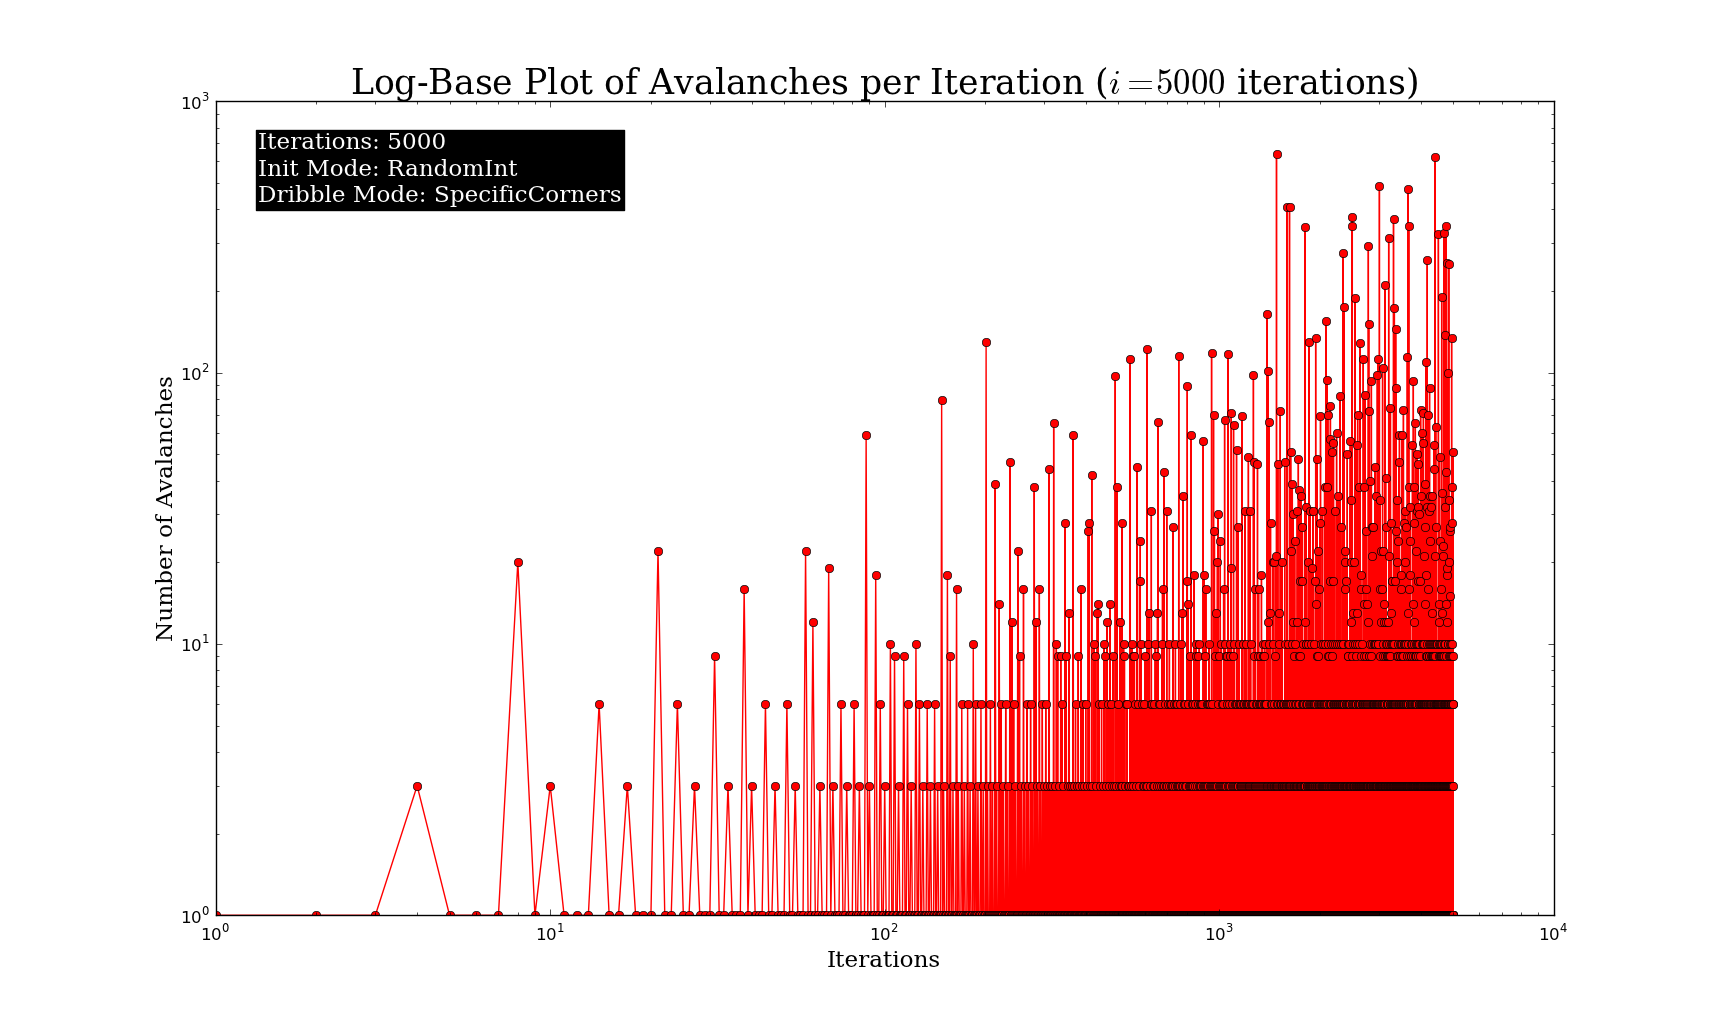 Log-Base Plot of Avalanches per Iteration (i = 5000 iterations)
10³
Iterations: 5000
Init Mode: RandomInt
Dribble Mode: SpecificCorners
10²
Number of Avalanches
10¹
10⁰
10⁰ 10¹ 10² 10³ 10⁴
Iterations